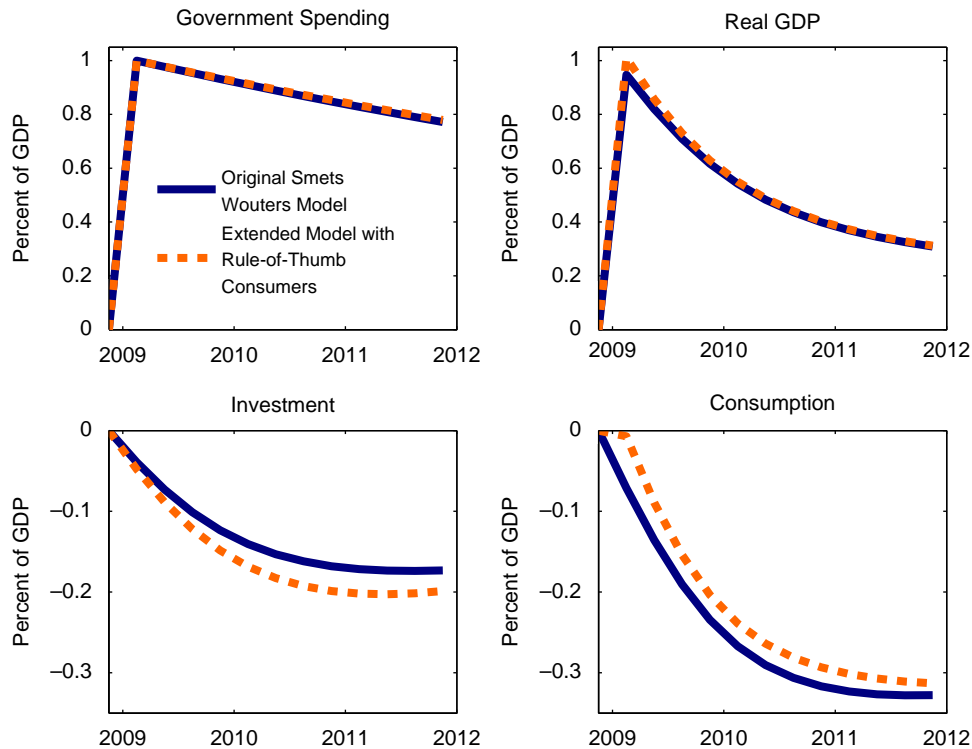 Government Spending
Percent of GDP
1
0.8
0.6
0.4
0.2
0
2009 2010 2011 2012
Original Smets
Wouters Model
Extended Model with
Rule-of-Thumb
Consumers
Real GDP
Percent of GDP
1
0.8
0.6
0.4
0.2
0
2009 2010 2011 2012
Investment
Percent of GDP
0
–0.1
–0.2
–0.3
2009 2010 2011 2012
Consumption
Percent of GDP
0
–0.1
–0.2
–0.3
2009 2010 2011 2012